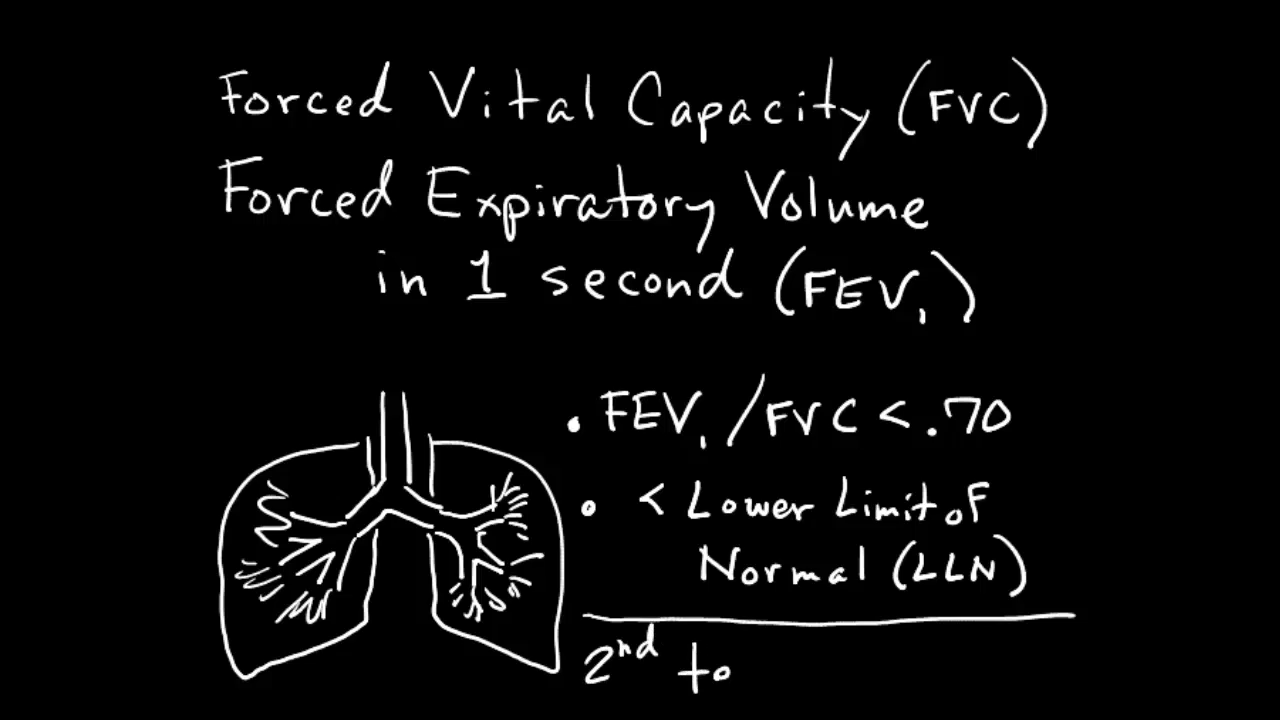 Forced Vital Capacity (FVC)
Forced Expiratory Volume
in 1 second (FEV₁)
• FEV₁/FVC < .70
• < Lower Limit of
Normal (LLN)
2nd to